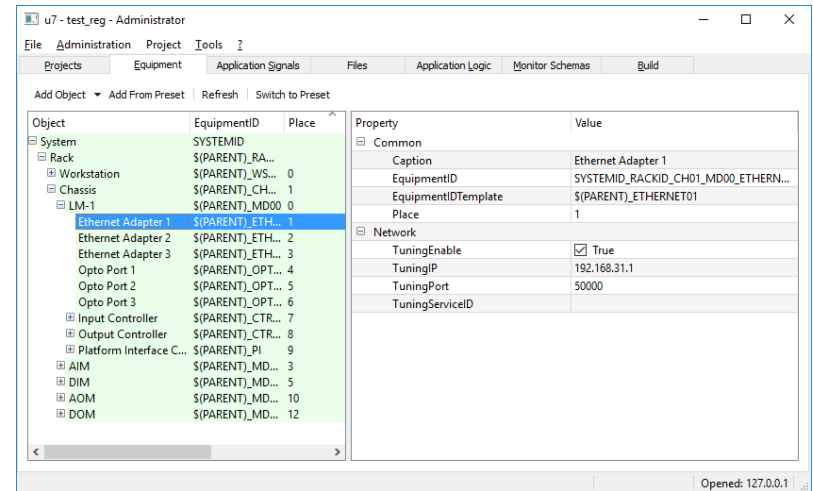 u7 - test_reg - Administrator
File Administration Project Tools ?
Projects Equipment Application Signals Files Application Logic Monitor Schemas Build
Add Object Add From Preset Refresh Switch to Preset
Object EquipmentID Place Property Value
System SYSTEMID Common
Rack $(PARENT)_RA... Caption Ethernet Adapter 1
Workstation $(PARENT)_WS... 0 EquipmentID SYSTEMID_RACKID_CH01_MD00_ETHERN...
Chassis $(PARENT)_CH... 1 EquipmentIDTemplate $(PARENT)_ETHERNET01
LM-1 $(PARENT)_MD00 0 Place 1
Ethernet Adapter 1 $(PARENT)_ETH... 1 Network
Ethernet Adapter 2 $(PARENT)_ETH... 2 TuningEnable True
Ethernet Adapter 3 $(PARENT)_ETH... 3 TuningIP 192.168.31.1
Opto Port 1 $(PARENT)_OPT... 4 TuningPort 50000
Opto Port 2 $(PARENT)_OPT... 5 TuningServiceID
Opto Port 3 $(PARENT)_OPT... 6
Input Controller $(PARENT)_CTR... 7
Output Controller $(PARENT)_CTR... 8
Platform Interface C... $(PARENT)_PI 9
AIM $(PARENT)_MD... 3
DIM $(PARENT)_MD... 5
AOM $(PARENT)_MD... 10
DOM $(PARENT)_MD... 12
Opened: 127.0.0.1